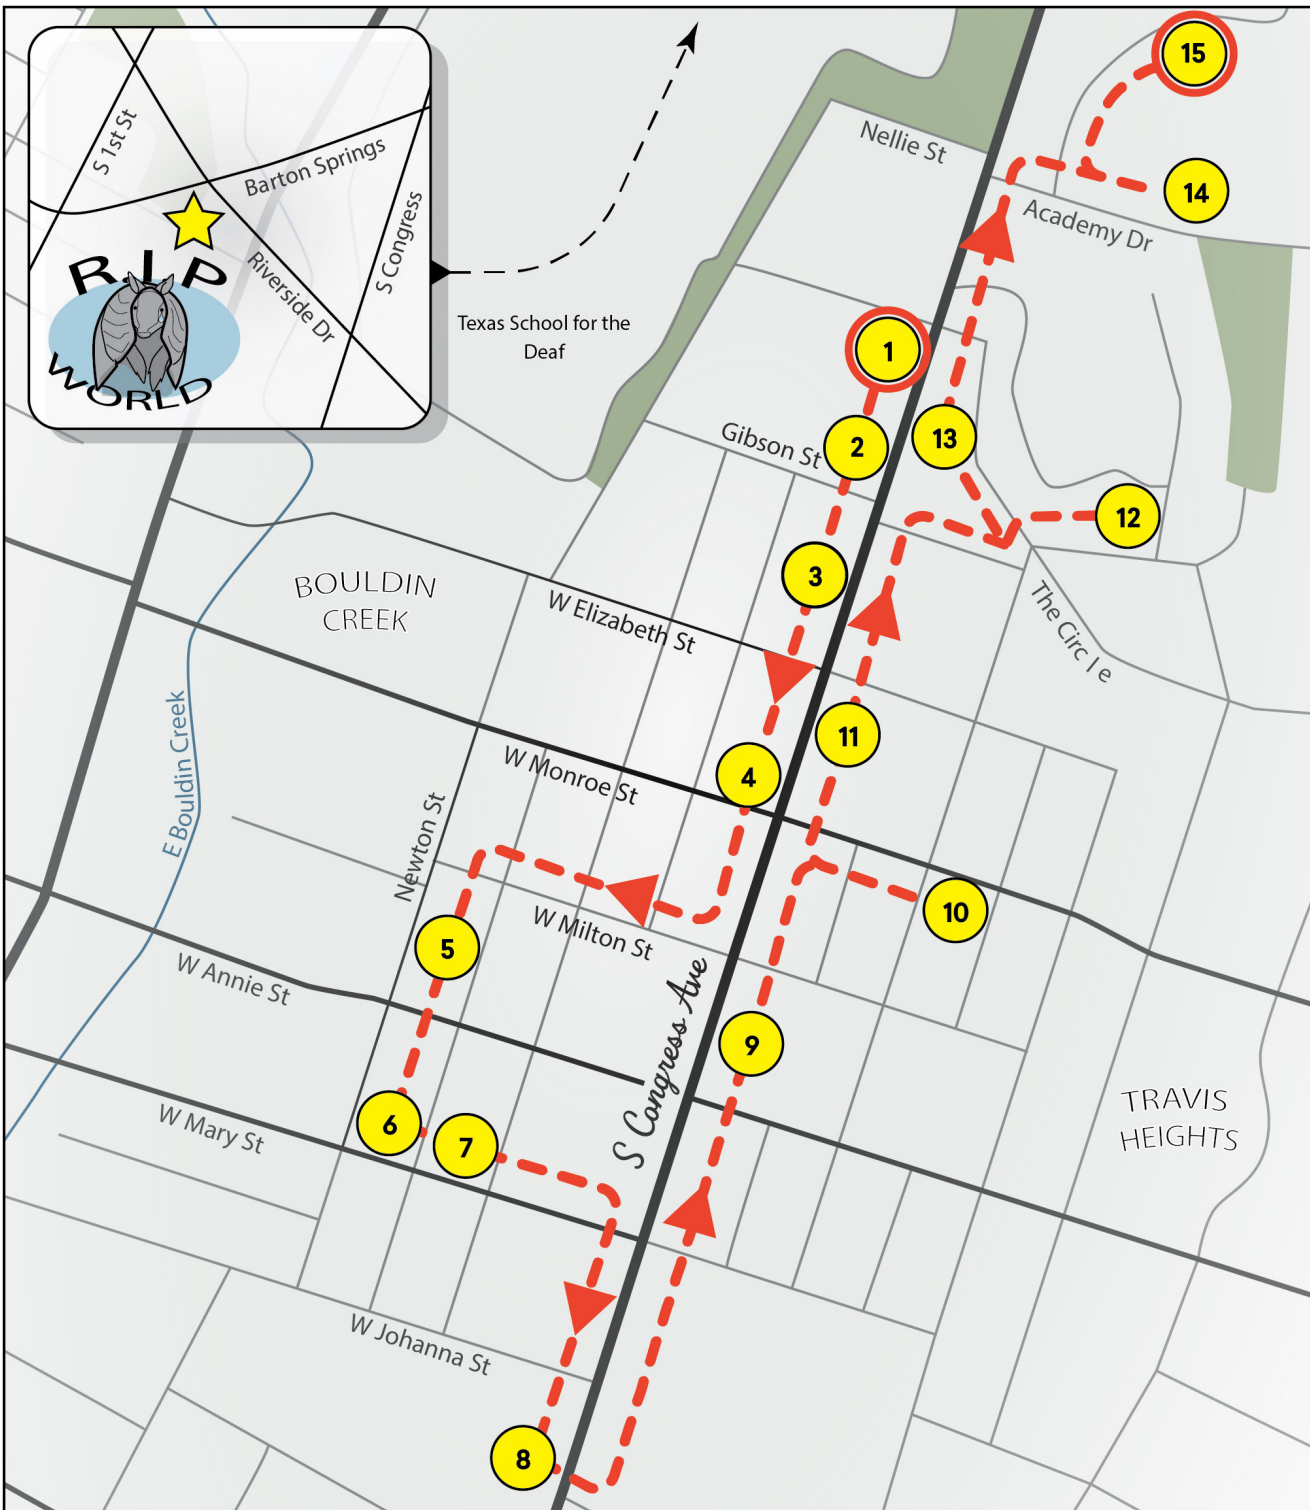 S 1st St
Barton Springs
S Congress
Riverside Dr
R.I.P
WORLD
Texas School for the
Deaf
Nellie St
Academy Dr
15
14
1
2
13
Gibson St
12
3
BOULDIN
CREEK
W Elizabeth St
The Circle
11
4
W Monroe St
E Bouldin Creek
Newton St
10
5
W Milton St
W Annie St
S Congress Ave
9
TRAVIS
HEIGHTS
6
7
W Mary St
W Johanna St
8